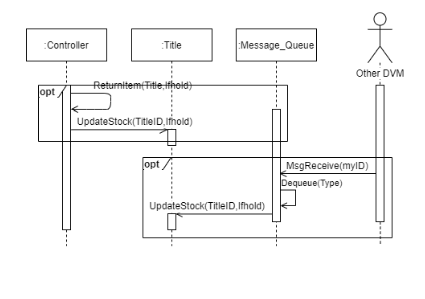 :Controller
:Title
:Message_Queue
Other DVM
opt
ReturnItem(Title,Ifhold)
UpdateStock(TitleID,Ifhold)
opt
MsgReceive(myID)
Dequeue(Type)
UpdateStock(TitleID,Ifhold)